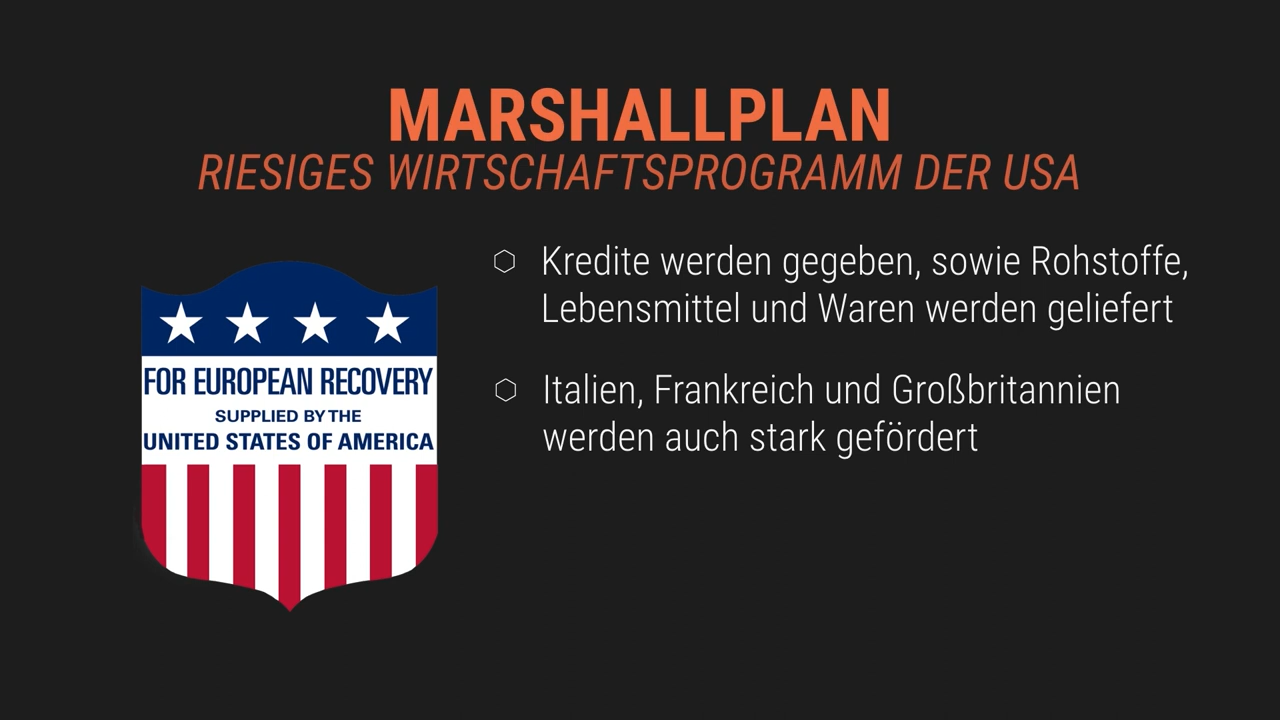 MARSHALLPLAN
RIESIGES WIRTSCHAFTSPROGRAMM DER USA
Kredite werden gegeben, sowie Rohstoffe,
Lebensmittel und Waren werden geliefert
Italien, Frankreich und Großbritannien
werden auch stark gefördert
FOR EUROPEAN RECOVERY
SUPPLIED BY THE
UNITED STATES OF AMERICA